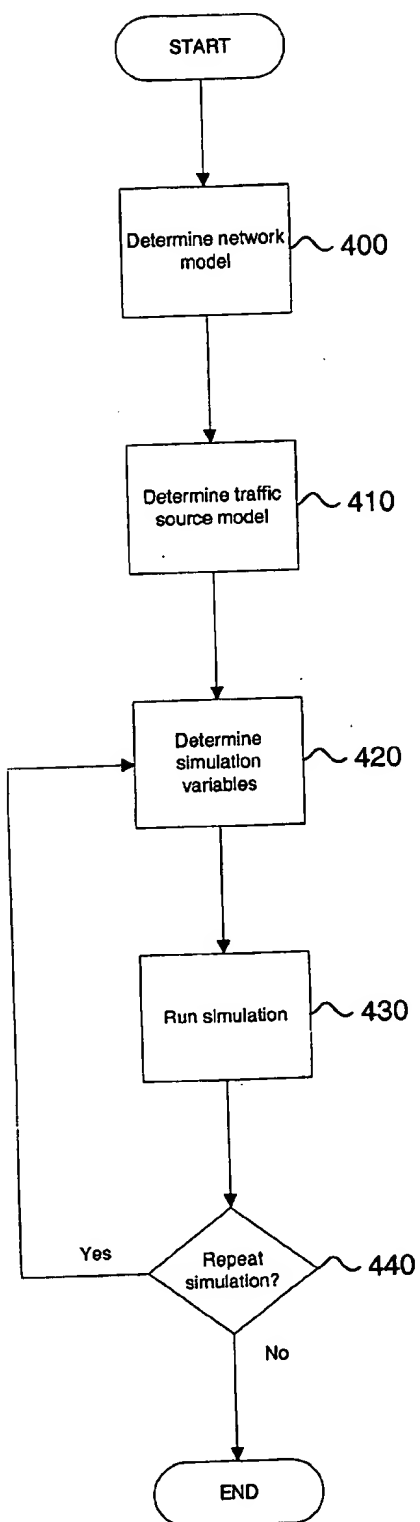 START
Determine network
model
400
Determine traffic
source model
410
Determine
simulation
variables
420
Run simulation
430
Repeat
simulation?
440
Yes
No
END